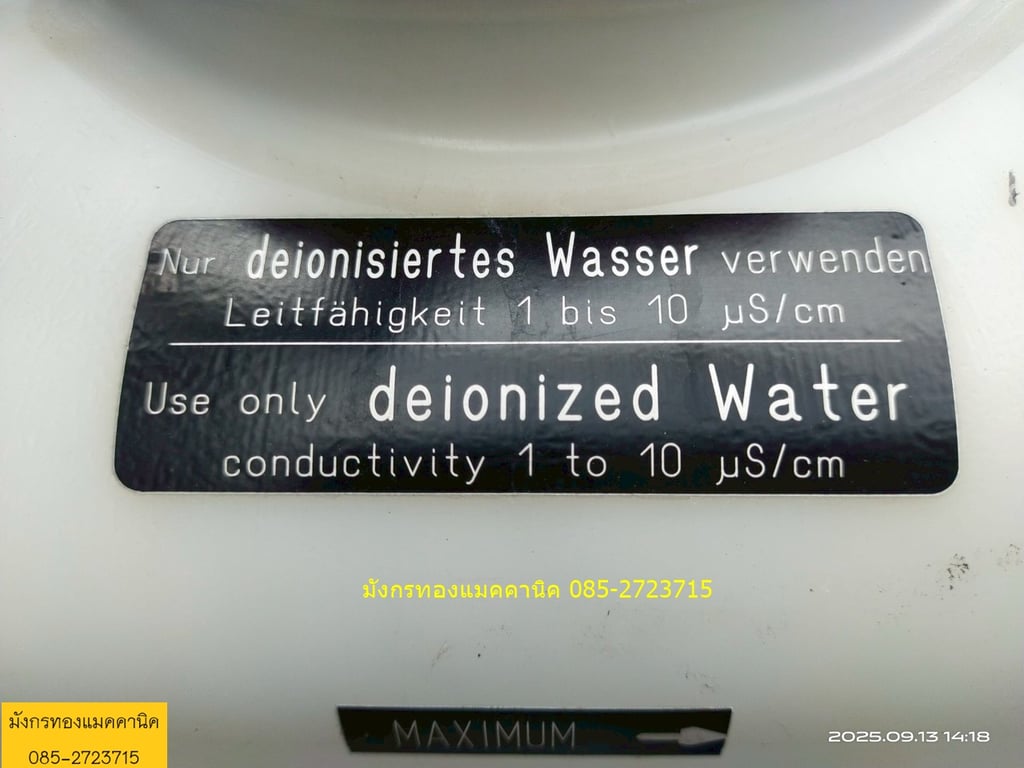 Nur deionisiertes Wasser verwenden
Leitfähigkeit 1 bis 10 µS/cm
Use only deionized Water
conductivity 1 to 10 µS/cm
มังกรทองแมคคานิค 085-2723715
MAXIMUM
มังกรทองแมคคานิค
085-2723715
2025.09.13 14:18